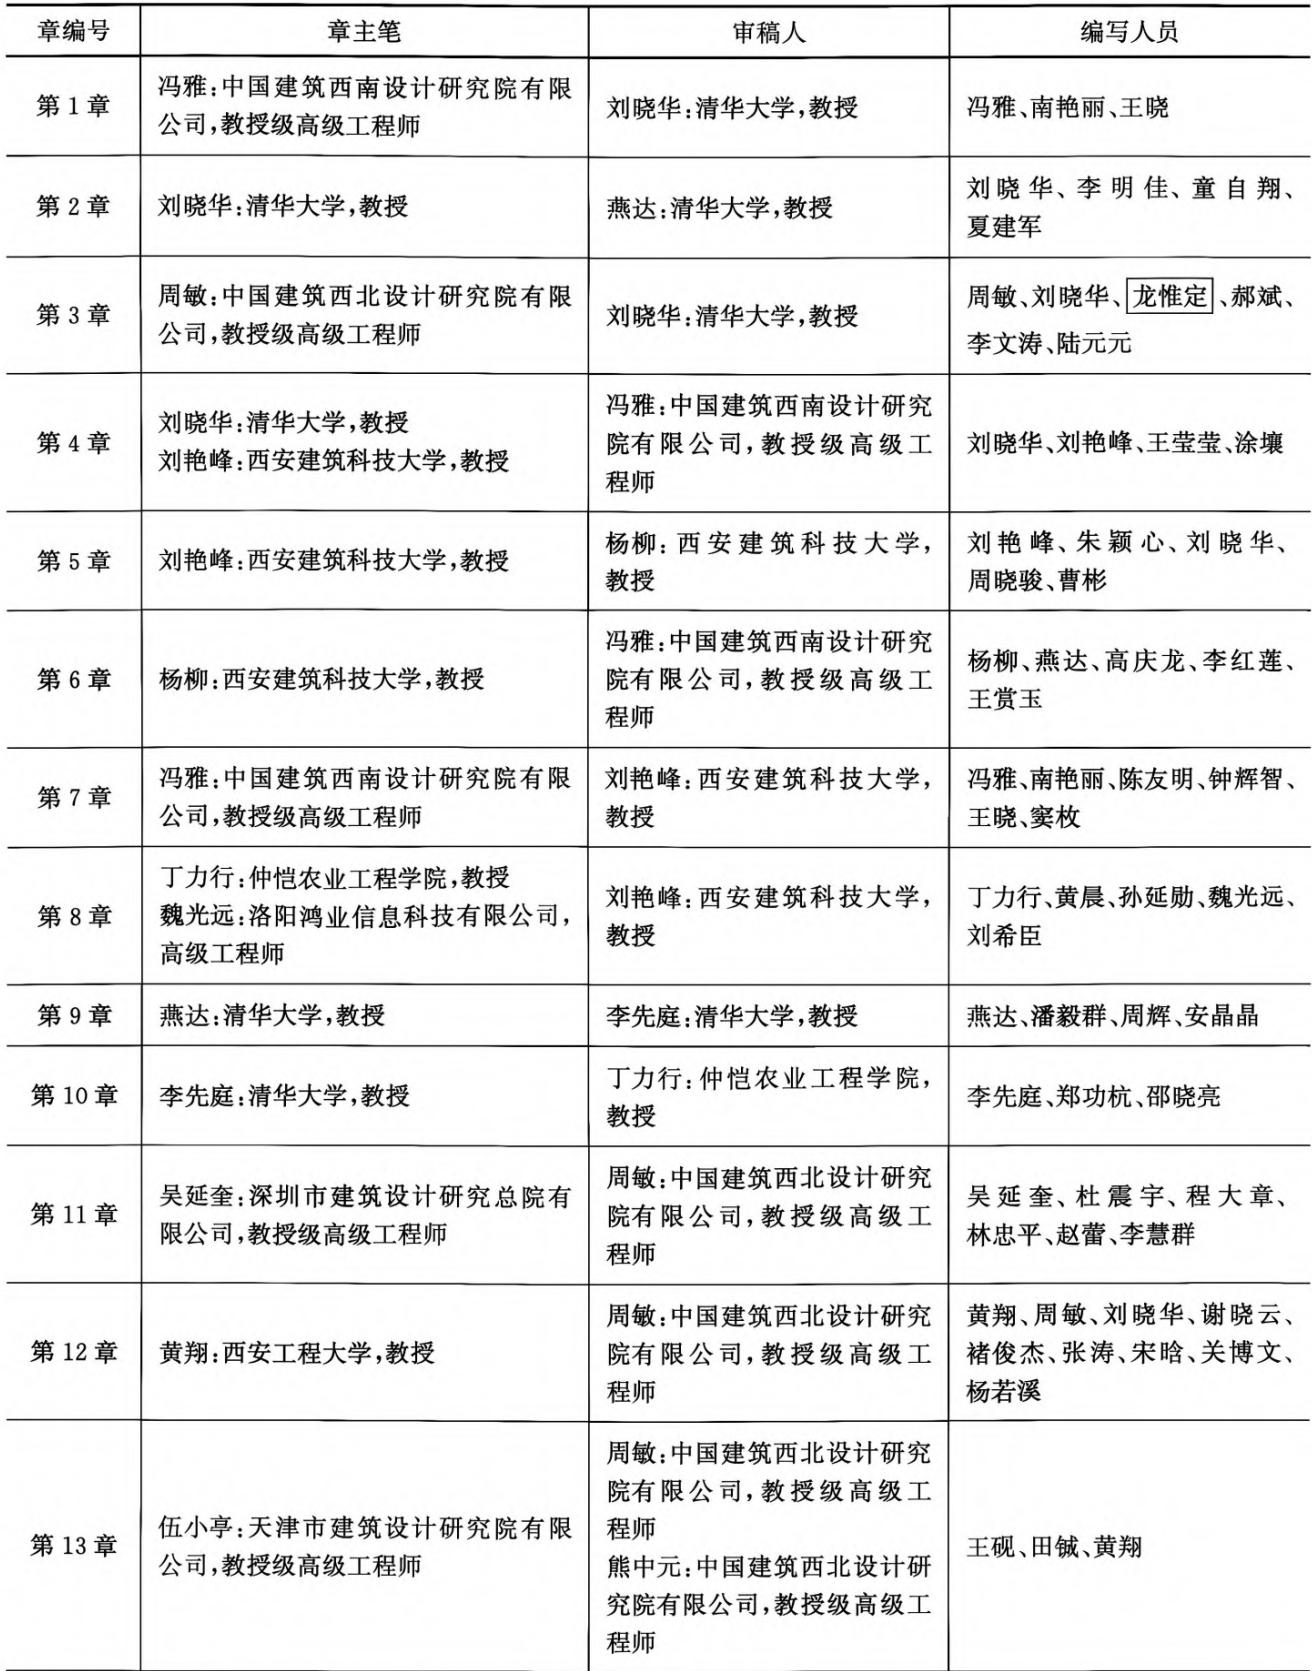 章编号 章主笔 审稿人 编写人员
第 1 章
冯雅:中国建筑西南设计研究院有限
公司,教授级高级工程师
刘晓华:清华大学,教授
冯雅、南艳丽、王晓
第 2 章
刘晓华:清华大学,教授
燕达:清华大学,教授
刘晓华、李明佳、童自翔、
夏建军
第 3 章
周敏:中国建筑西北设计研究院有限
公司,教授级高级工程师
刘晓华:清华大学,教授
周敏、刘晓华、龙惟定、郝斌、
李文涛、陆元元
第 4 章
刘晓华:清华大学,教授
刘艳峰:西安建筑科技大学,教授
冯雅:中国建筑西南设计研究
院有限公司,教授级高级工
程师
刘晓华、刘艳峰、王莹莹、涂壤
第 5 章
刘艳峰:西安建筑科技大学,教授
杨柳:西安建筑科技大学,
教授
刘艳峰、朱颖心、刘晓华、
周晓骏、曹彬
第 6 章
杨柳:西安建筑科技大学,教授
冯雅:中国建筑西南设计研究
院有限公司,教授级高级工
程师
杨柳、燕达、高庆龙、李红莲、
王赏玉
第 7 章
冯雅:中国建筑西南设计研究院有限
公司,教授级高级工程师
刘艳峰:西安建筑科技大学,
教授
冯雅、南艳丽、陈友明、钟辉智、
王晓、窦枚
第 8 章
丁力行:仲恺农业工程学院,教授
魏光远:洛阳鸿业信息科技有限公司,
高级工程师
刘艳峰:西安建筑科技大学,
教授
丁力行、黄晨、孙延勋、魏光远、
刘希臣
第 9 章
燕达:清华大学,教授
李先庭:清华大学,教授
燕达、潘毅群、周辉、安晶晶
第 10 章
李先庭:清华大学,教授
丁力行:仲恺农业工程学院,
教授
李先庭、郑功杭、邵晓亮
第 11 章
吴延奎:深圳市建筑设计研究总院有
限公司,教授级高级工程师
周敏:中国建筑西北设计研究
院有限公司,教授级高级工
程师
吴延奎、杜震宇、程大章、
林忠平、赵蕾、李慧群
第 12 章
黄翔:西安工程大学,教授
周敏:中国建筑西北设计研究
院有限公司,教授级高级工
程师
黄翔、周敏、刘晓华、谢晓云、
褚俊杰、张涛、宋晗、关博文、
杨若溪
第 13 章
伍小亭:天津市建筑设计研究院有限
公司,教授级高级工程师
周敏:中国建筑西北设计研究
院有限公司,教授级高级工
程师
熊中元:中国建筑西北设计研
究院有限公司,教授级高级工
程师
王砚、田铖、黄翔